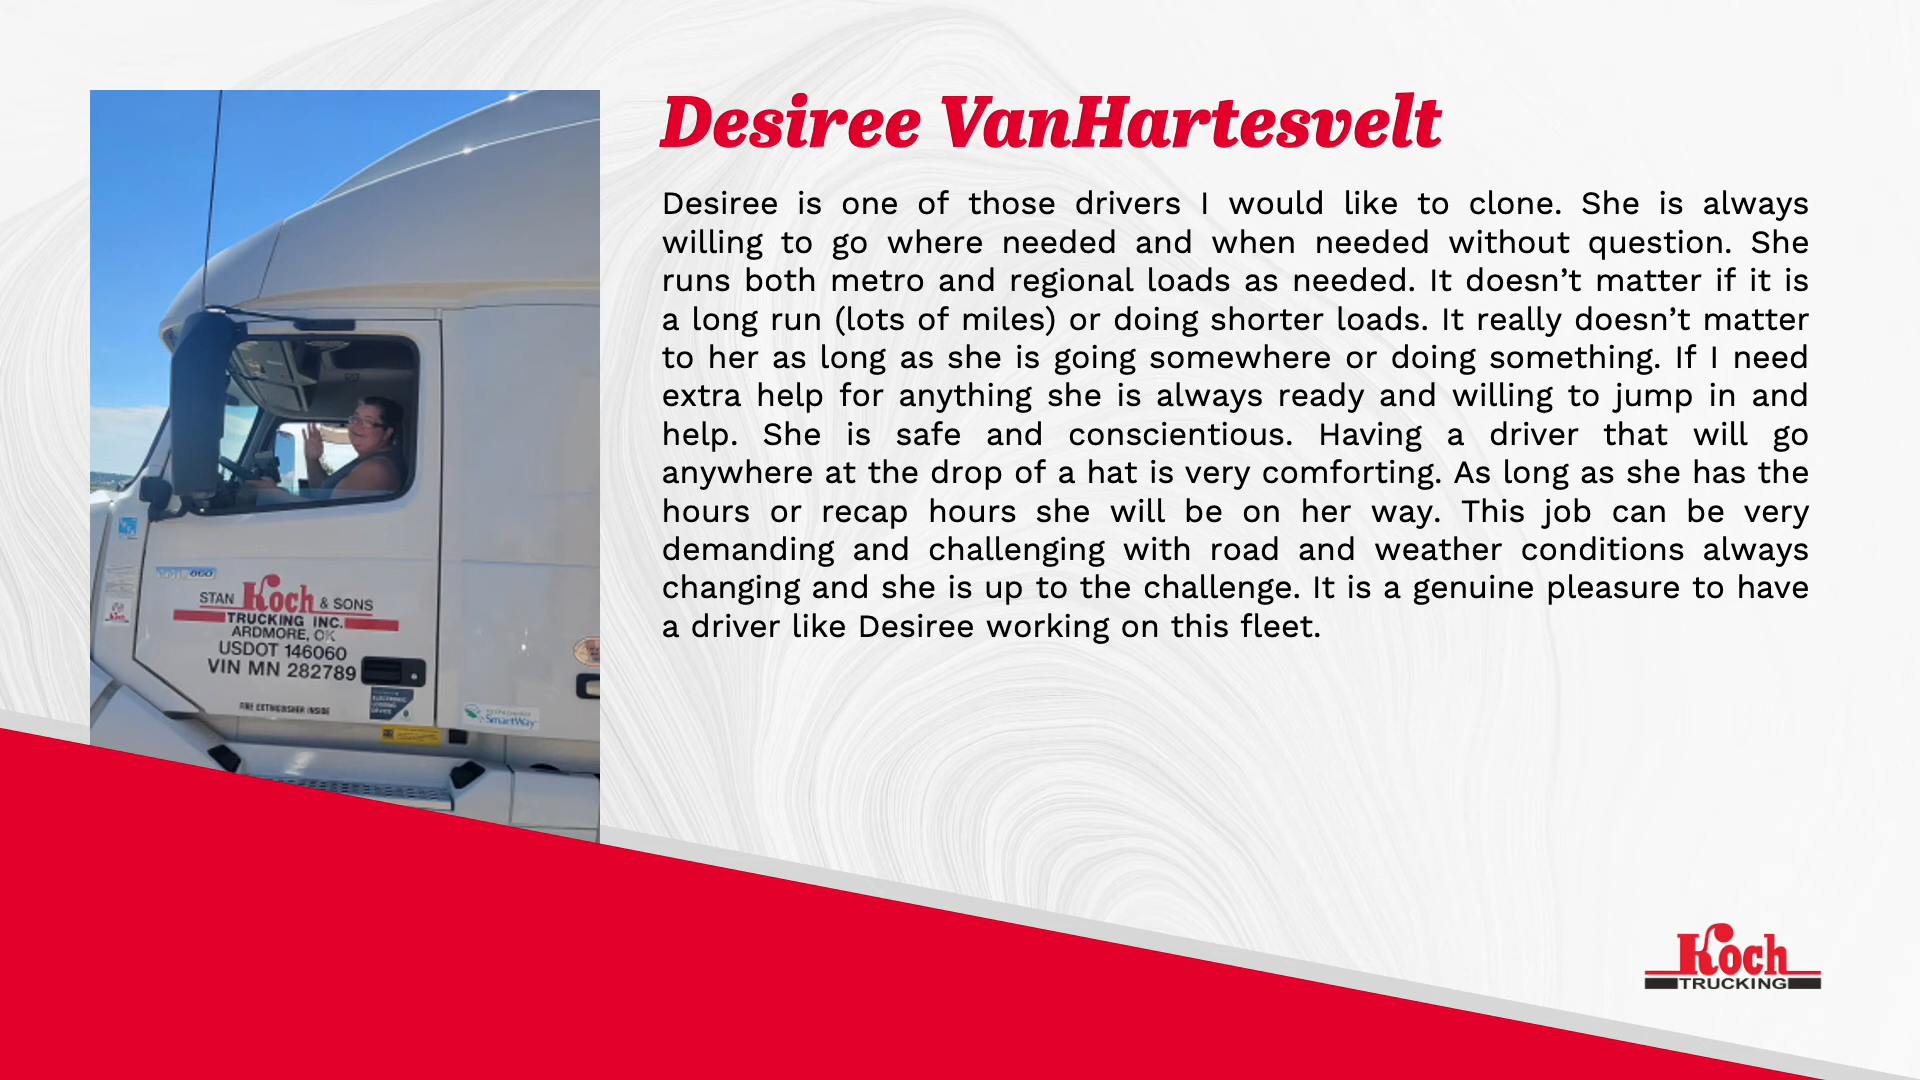 Desiree VanHartesvelt
Desiree is one of those drivers I would like to clone. She is always
willing to go where needed and when needed without question. She
runs both metro and regional loads as needed. It doesn’t matter if it is
a long run (lots of miles) or doing shorter loads. It really doesn’t matter
to her as long as she is going somewhere or doing something. If I need
extra help for anything she is always ready and willing to jump in and
help. She is safe and conscientious. Having a driver that will go
anywhere at the drop of a hat is very comforting. As long as she has the
hours or recap hours she will be on her way. This job can be very
demanding and challenging with road and weather conditions always
changing and she is up to the challenge. It is a genuine pleasure to have
a driver like Desiree working on this fleet.
STAN Koch & SONS
TRUCKING INC.
ARDMORE, OK
USDOT 146060
VIN MN 282789
FIRE EXTINGUISHER INSIDE
ELECTRONIC
LOGGING
DEVICE
SmartWay
Koch
TRUCKING